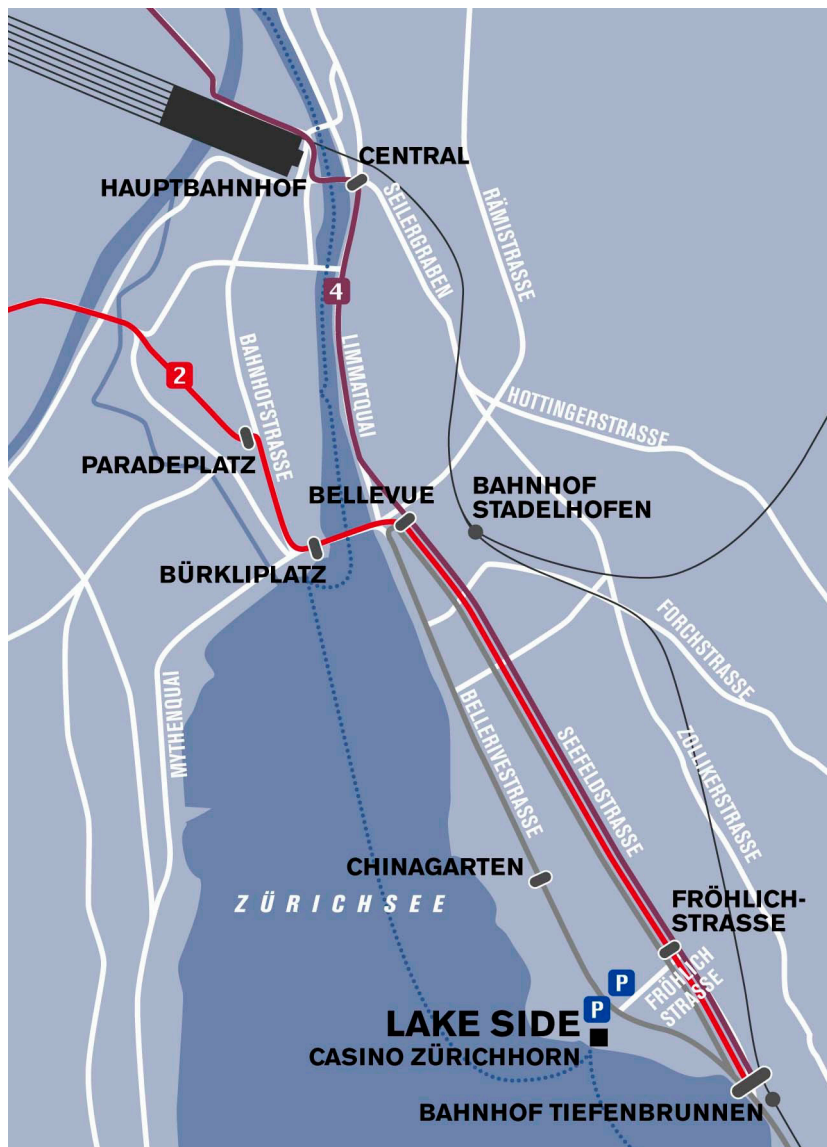 CENTRAL
HAUPTBAHNHOF
SEILERGRABEN
RÄMISTRASSE
4
LIMMATQUAI
2
BAHNHOFSTRASSE
HOTTINGERSTRASSE
PARADEPLATZ
BELLEVUE
BAHNHOF
STADELHOFEN
BÜRKLIPLATZ
FORCHSTRASSE
MYTHENQUAI
BELLERIVESTRASSE
SEEFELDSTRASSE
ZOLLIKERSTRASSE
CHINAGARTEN
ZÜRICHSEE
FRÖHLICH-
STRASSE
FRÖHLICH
STRASSE
P
P
LAKE SIDE
CASINO ZÜRICHHORN
BAHNHOF TIEFENBRUNNEN